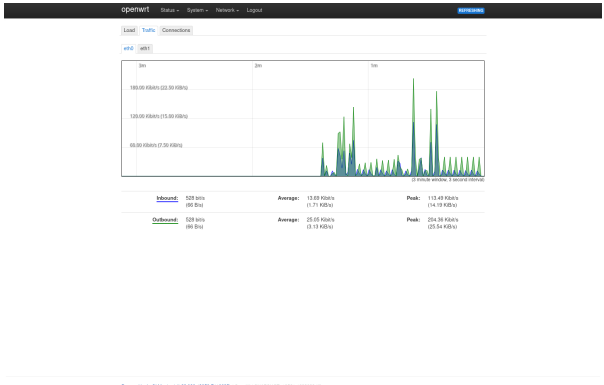 openwrt Status System Network Logout REFRESHING
Load Traffic Connections
eth0 eth1
3m 2m 1m
180.00 Kibit/s (22.50 KiB/s)
120.00 Kibit/s (15.00 KiB/s)
60.00 Kibit/s (7.50 KiB/s)
(3 minute window, 3 second interval)
Inbound: 528 bit/s Average: 13.69 Kibit/s Peak: 113.49 Kibit/s
(66 B/s) (1.71 KiB/s) (14.19 KiB/s)
Outbound: 528 bit/s Average: 25.05 Kibit/s Peak: 204.36 Kibit/s
(66 B/s) (3.13 KiB/s) (25.54 KiB/s)